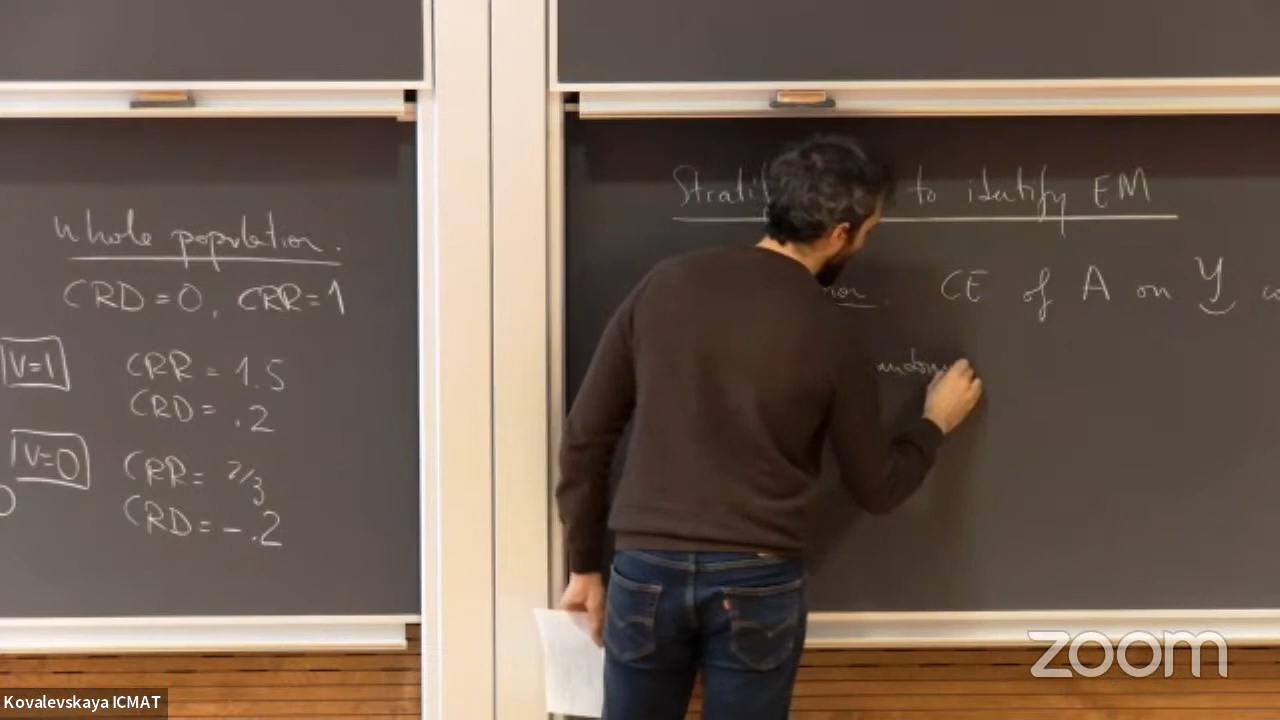 Whole population.
CRD=0, CRR=1
V=1
CRR = 1.5
CRD= .2
V=0
CRR= 2/3
CRD= -.2
to identify EM
CE of A on Y
zoom
Kovalevskaya ICMAT